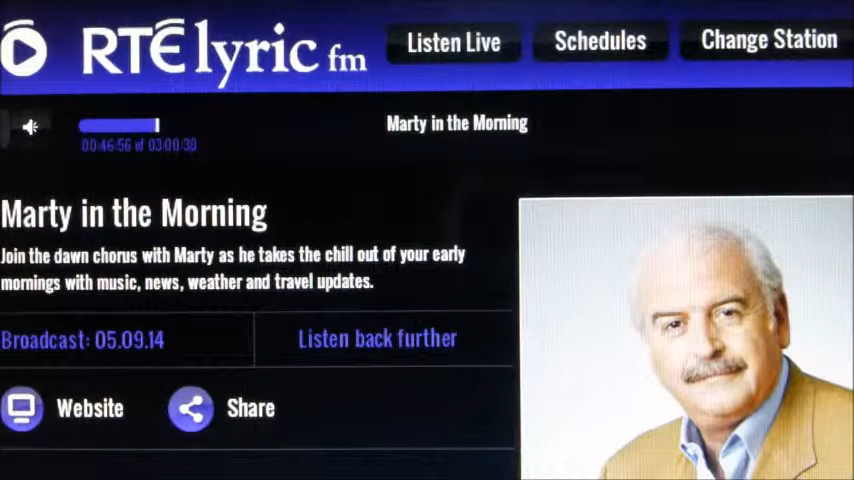 RTÉ lyric fm
Listen Live
Schedules
Change Station
Marty in the Morning
00:46:56 of 03:00:30
Marty in the Morning
Join the dawn chorus with Marty as he takes the chill out of your early
mornings with music, news, weather and travel updates.
Broadcast: 05.09.14
Listen back further
Website
Share